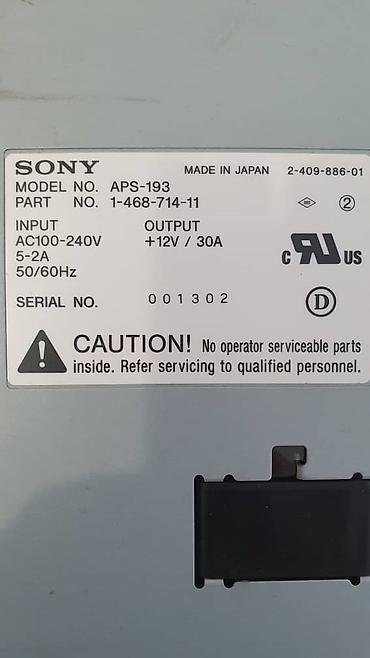 SONY MADE IN JAPAN 2-409-886-01
MODEL NO. APS-193
PART NO. 1-468-714-11 ②
INPUT OUTPUT
AC100-240V +12V / 30A
5-2A
50/60Hz
c RU US
SERIAL NO. 001302 D
CAUTION! No operator serviceable parts
inside. Refer servicing to qualified personnel.